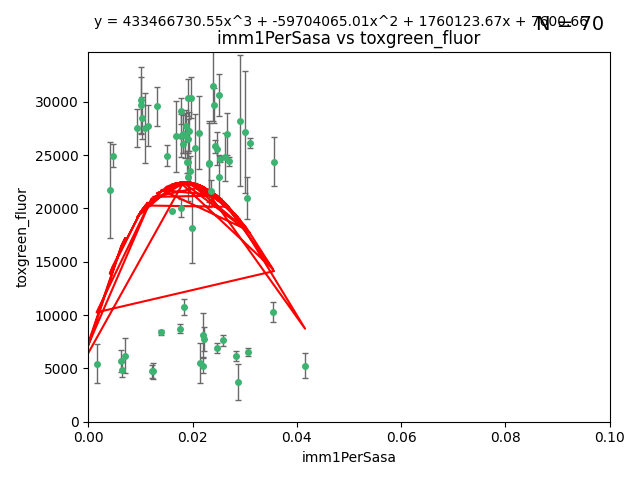 y = 433466730.55x^3 + -59704065.01x^2 + 1760123.67x + 7600.66
N = 70
imm1PerSasa vs toxgreen_fluor
30000
25000
20000
15000
10000
5000
0
toxgreen_fluor
0.00 0.02 0.04 0.06 0.08 0.10
imm1PerSasa